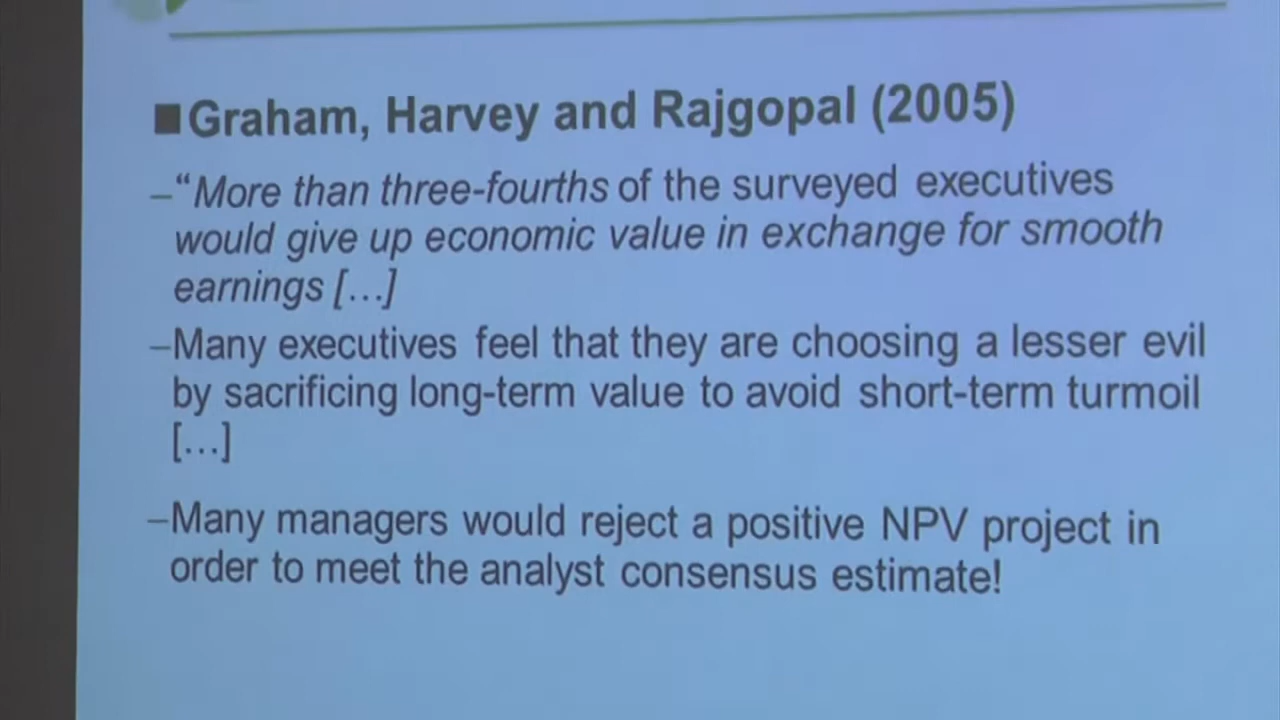 ■Graham, Harvey and Rajgopal (2005)
–“More than three-fourths of the surveyed executives
would give up economic value in exchange for smooth
earnings […]
–Many executives feel that they are choosing a lesser evil
by sacrificing long-term value to avoid short-term turmoil
[…]
–Many managers would reject a positive NPV project in
order to meet the analyst consensus estimate!